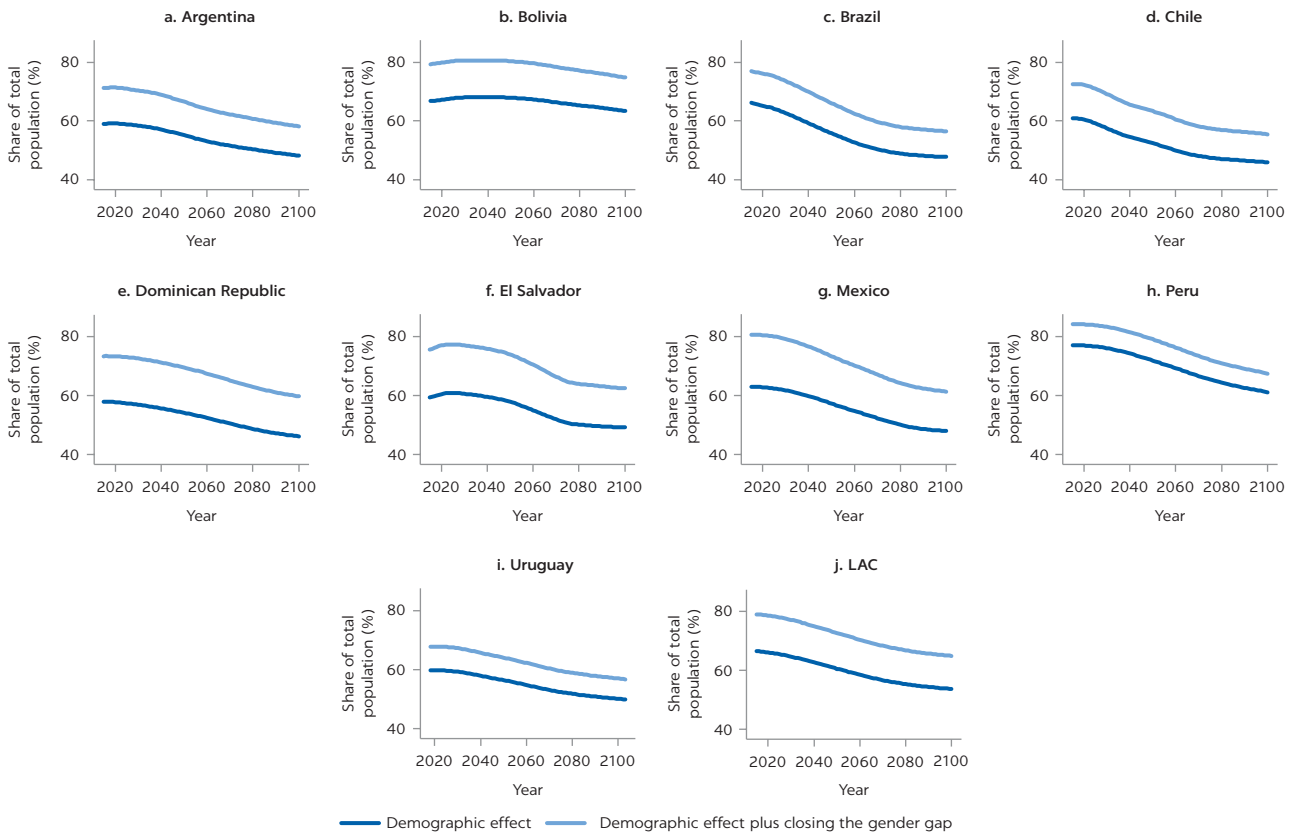 a. Argentina
Share of total
population (%)
80
60
40
2020 2040 2060 2080 2100
Year
b. Bolivia
Share of total
population (%)
80
60
40
2020 2040 2060 2080 2100
Year
c. Brazil
Share of total
population (%)
80
60
40
2020 2040 2060 2080 2100
Year
d. Chile
Share of total
population (%)
80
60
40
2020 2040 2060 2080 2100
Year
e. Dominican Republic
Share of total
population (%)
80
60
40
2020 2040 2060 2080 2100
Year
f. El Salvador
Share of total
population (%)
80
60
40
2020 2040 2060 2080 2100
Year
g. Mexico
Share of total
population (%)
80
60
40
2020 2040 2060 2080 2100
Year
h. Peru
Share of total
population (%)
80
60
40
2020 2040 2060 2080 2100
Year
i. Uruguay
Share of total
population (%)
80
60
40
2020 2040 2060 2080 2100
Year
j. LAC
Share of total
population (%)
80
60
40
2020 2040 2060 2080 2100
Year
Demographic effect
Demographic effect plus closing the gender gap